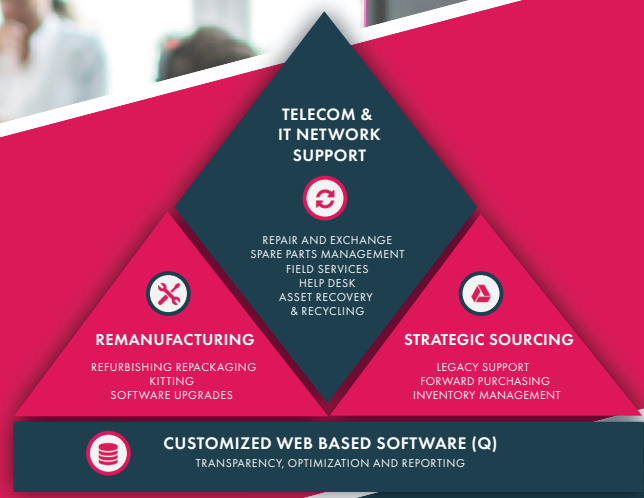 TELECOM &
IT NETWORK
SUPPORT
REPAIR AND EXCHANGE
SPARE PARTS MANAGEMENT
FIELD SERVICES
HELP DESK
ASSET RECOVERY
& RECYCLING
REMANUFACTURING
REFURBISHING REPACKAGING
KITTING
SOFTWARE UPGRADES
STRATEGIC SOURCING
LEGACY SUPPORT
FORWARD PURCHASING
INVENTORY MANAGEMENT
CUSTOMIZED WEB BASED SOFTWARE (Q)
TRANSPARENCY, OPTIMIZATION AND REPORTING